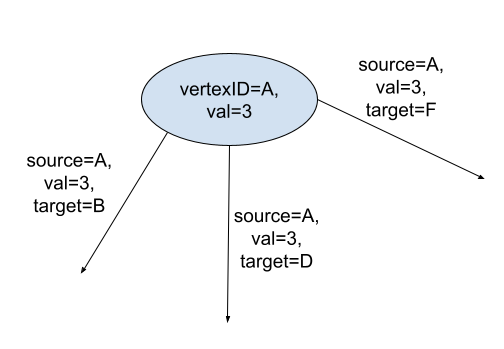 vertexID=A,
val=3
source=A,
val=3,
target=F
source=A,
val=3,
target=B
source=A,
val=3,
target=D